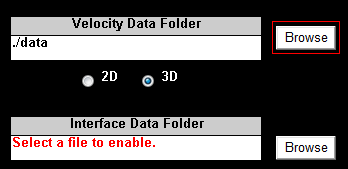 Velocity Data Folder
./data
Browse
2D 3D
Interface Data Folder
Select a file to enable.
Browse